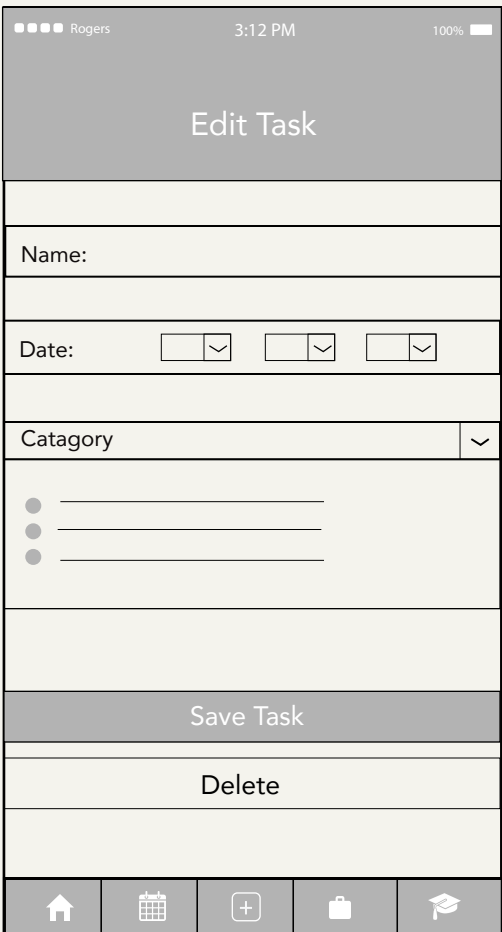 Rogers 3:12 PM 100%
Edit Task
Name:
Date:
Catagory
Save Task
Delete